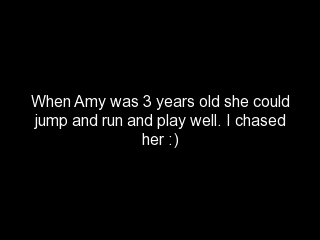 When Amy was 3 years old she could
jump and run and play well. I chased
her :)